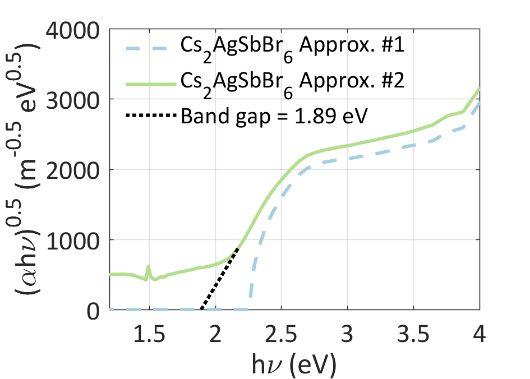 4000
3000
2000
1000
0
(αhν)^0.5 (m^-0.5 eV^0.5)
Cs₂AgSbBr₆ Approx. #1
Cs₂AgSbBr₆ Approx. #2
Band gap = 1.89 eV
1.5 2 2.5 3 3.5 4
hν (eV)